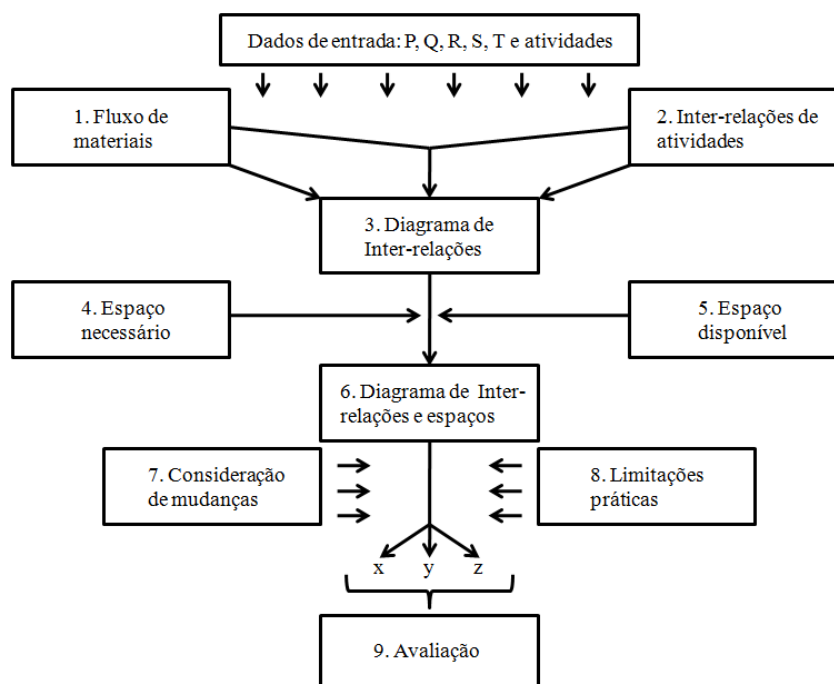 Dados de entrada: P, Q, R, S, T e atividades
1. Fluxo de
materiais
2. Inter-relações de
atividades
3. Diagrama de
Inter-relações
4. Espaço
necessário
5. Espaço
disponível
6. Diagrama de Inter-
relações e espaços
7. Consideração
de mudanças
8. Limitações
práticas
x y z
9. Avaliação